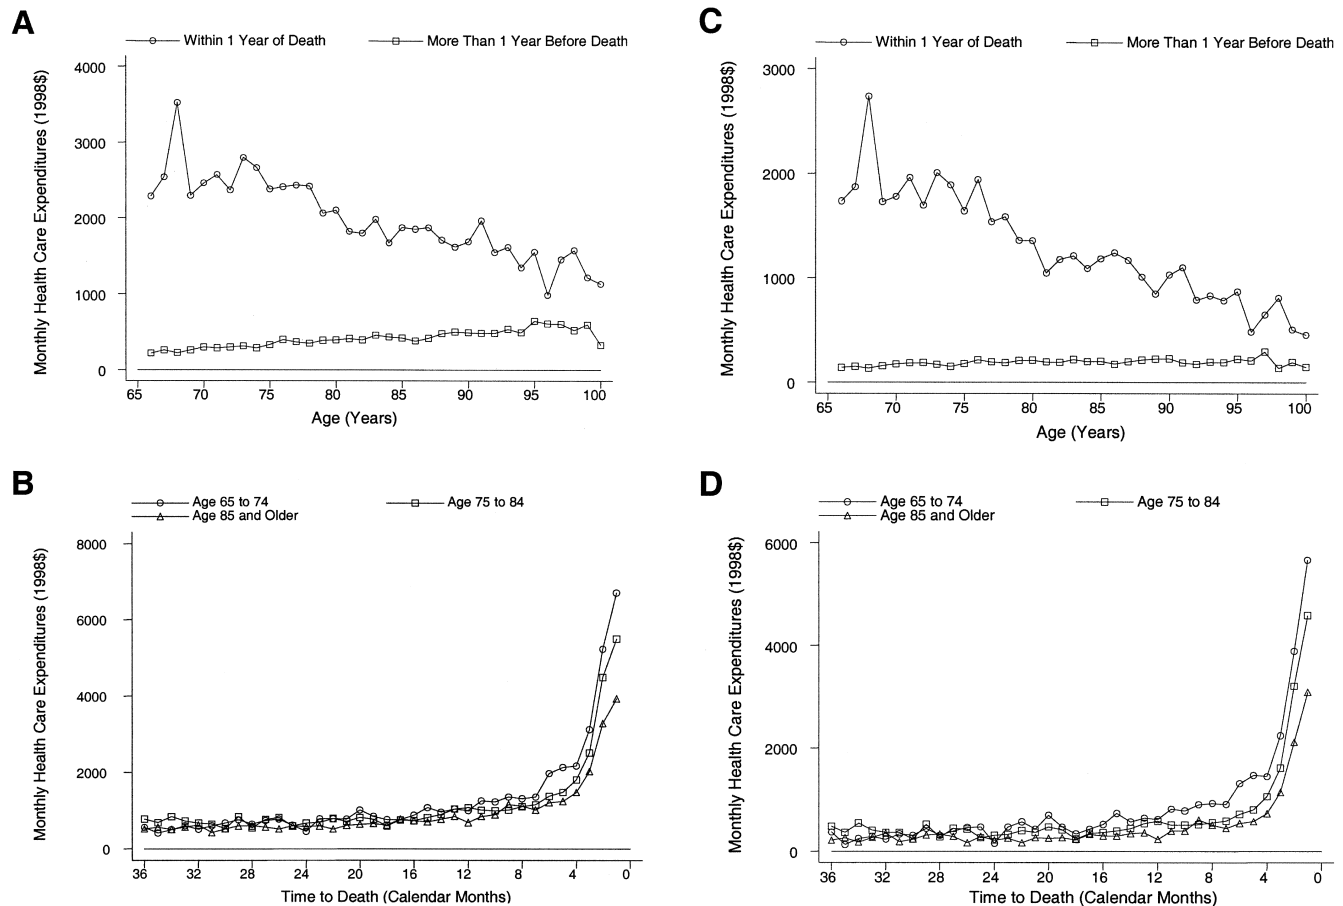 A
Within 1 Year of Death
More Than 1 Year Before Death
Monthly Health Care Expenditures (1998$)
4000
3000
2000
1000
0
65 70 75 80 85 90 95 100
Age (Years)
C
Within 1 Year of Death
More Than 1 Year Before Death
Monthly Health Care Expenditures (1998$)
3000
2000
1000
0
65 70 75 80 85 90 95 100
Age (Years)
B
Age 65 to 74
Age 75 to 84
Age 85 and Older
Monthly Health Care Expenditures (1998$)
8000
6000
4000
2000
0
36 32 28 24 20 16 12 8 4 0
Time to Death (Calendar Months)
D
Age 65 to 74
Age 75 to 84
Age 85 and Older
Monthly Health Care Expenditures (1998$)
6000
4000
2000
0
36 32 28 24 20 16 12 8 4 0
Time to Death (Calendar Months)